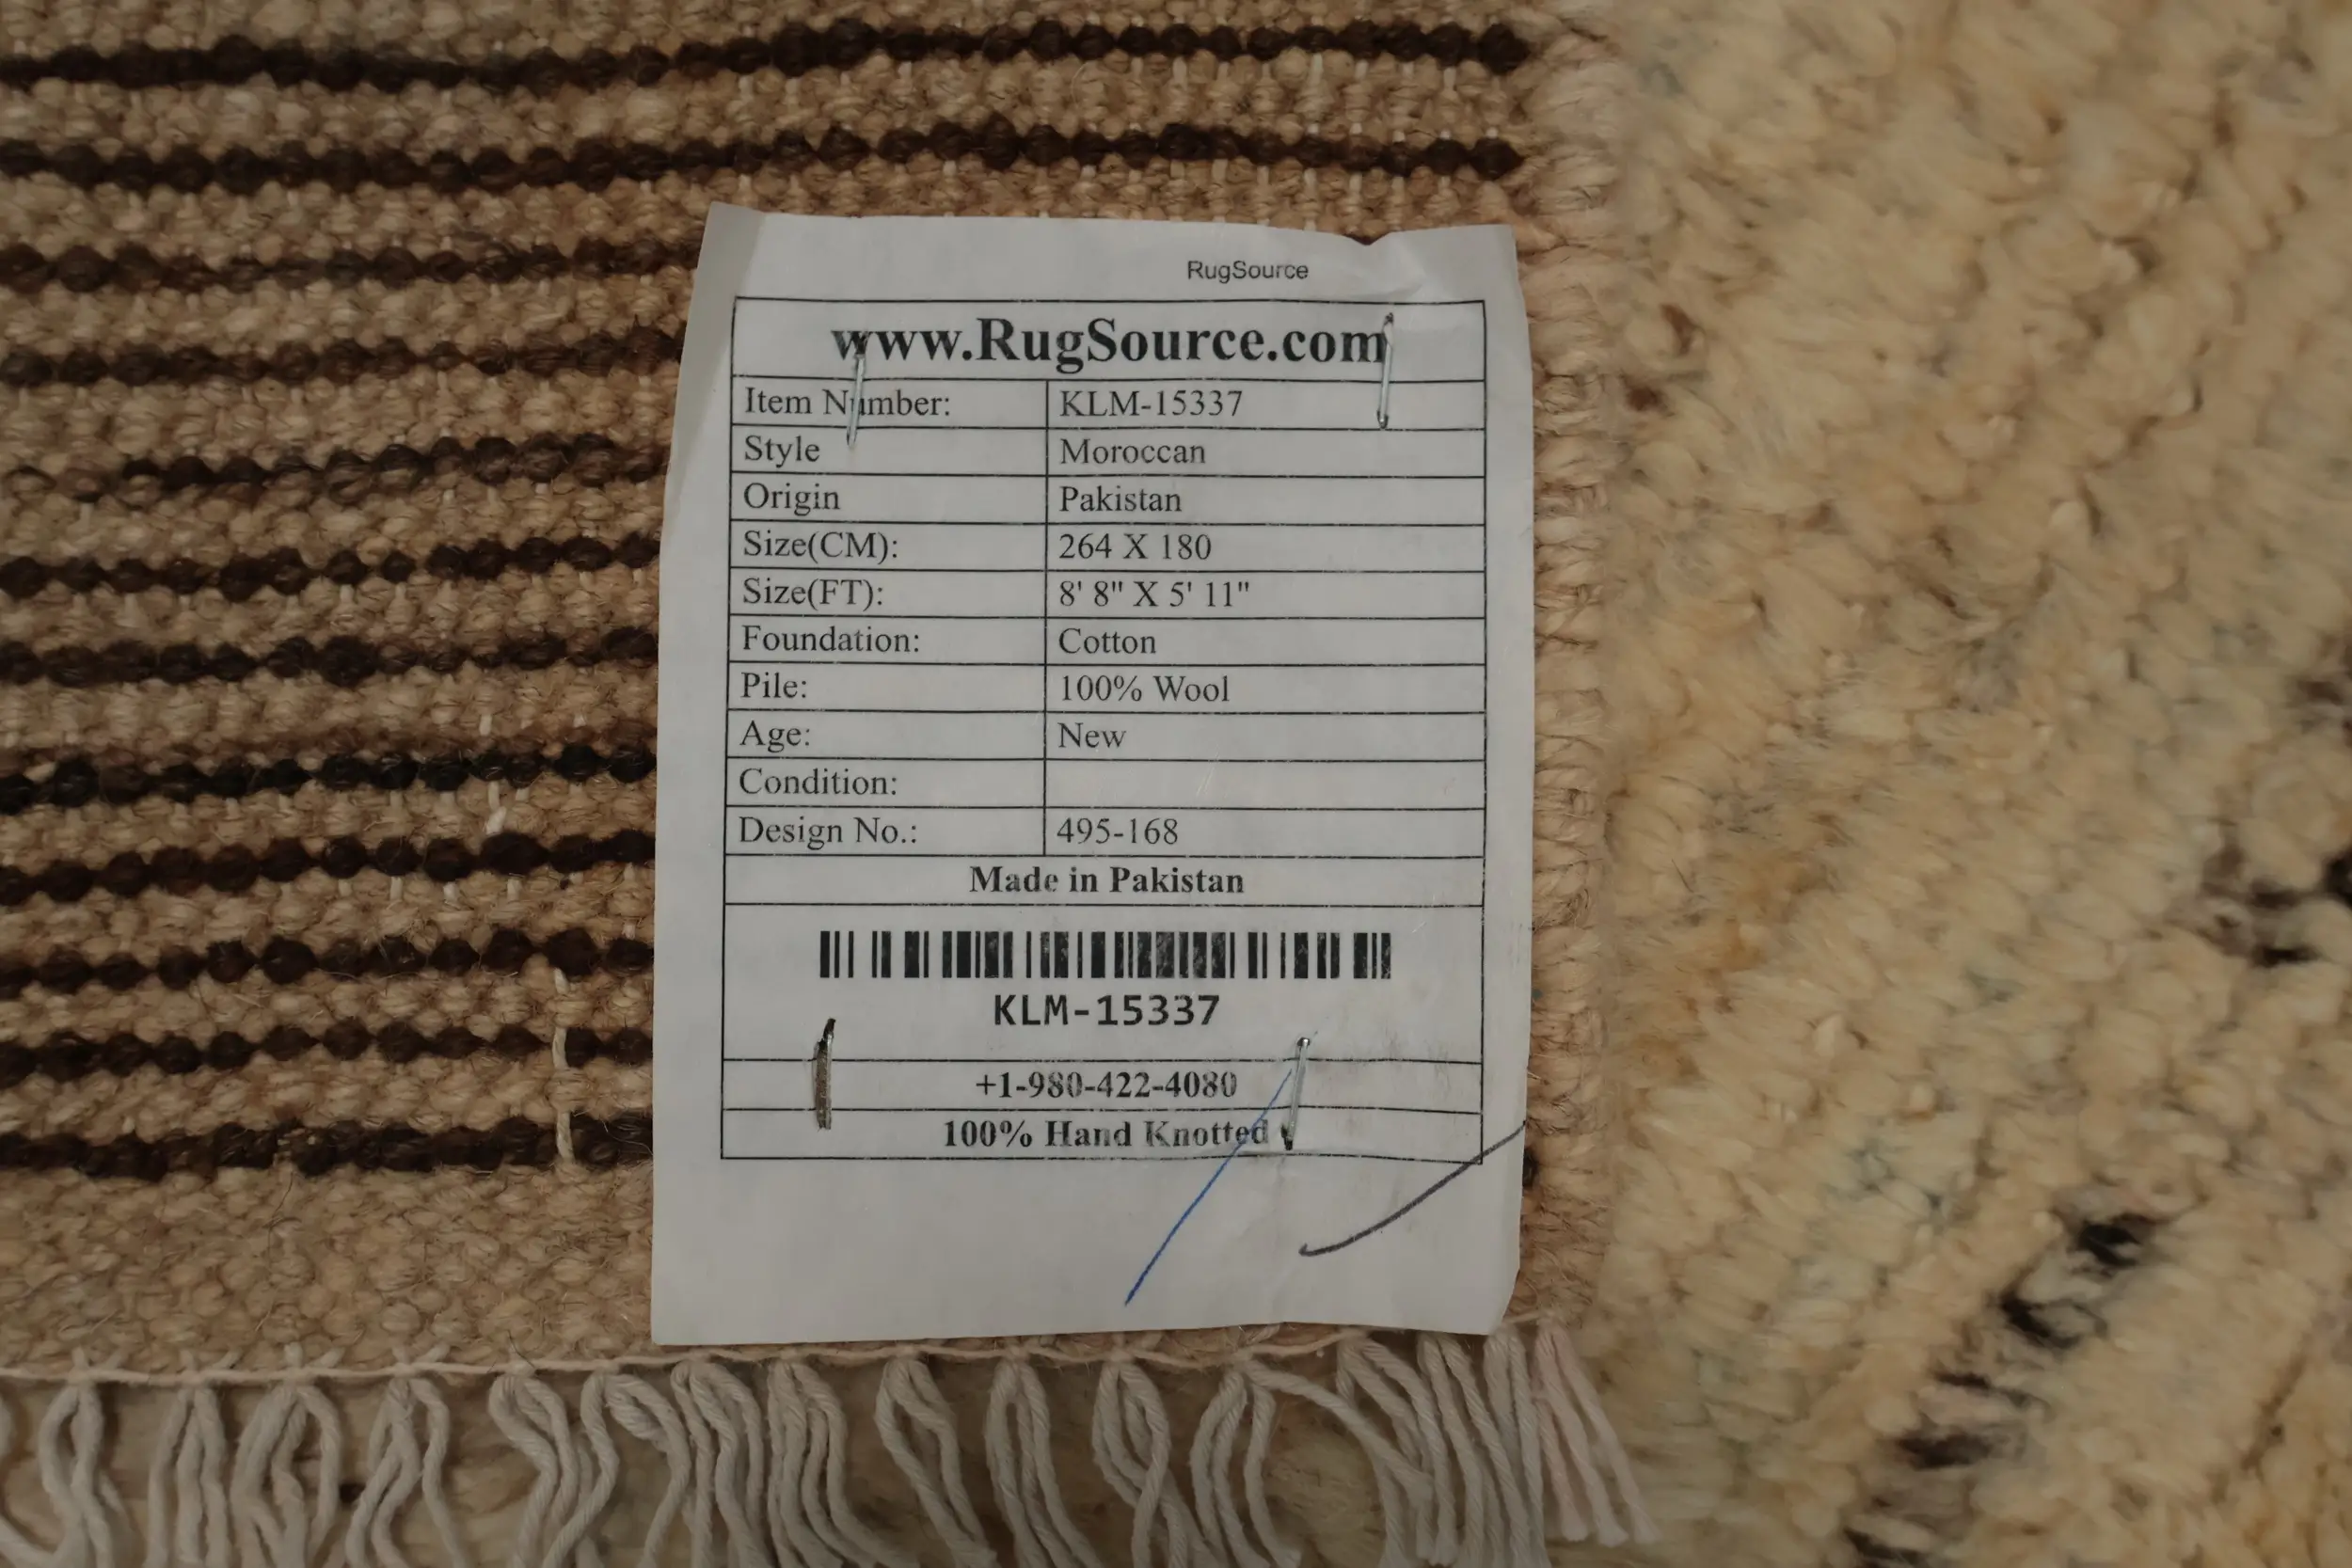 RugSource
www.RugSource.com
Item Number: KLM-15337
Style Moroccan
Origin Pakistan
Size(CM): 264 X 180
Size(FT): 8' 8" X 5' 11"
Foundation: Cotton
Pile: 100% Wool
Age: New
Condition:
Design No.: 495-168
Made in Pakistan
KLM-15337
+1-980-422-4080
100% Hand Knotted